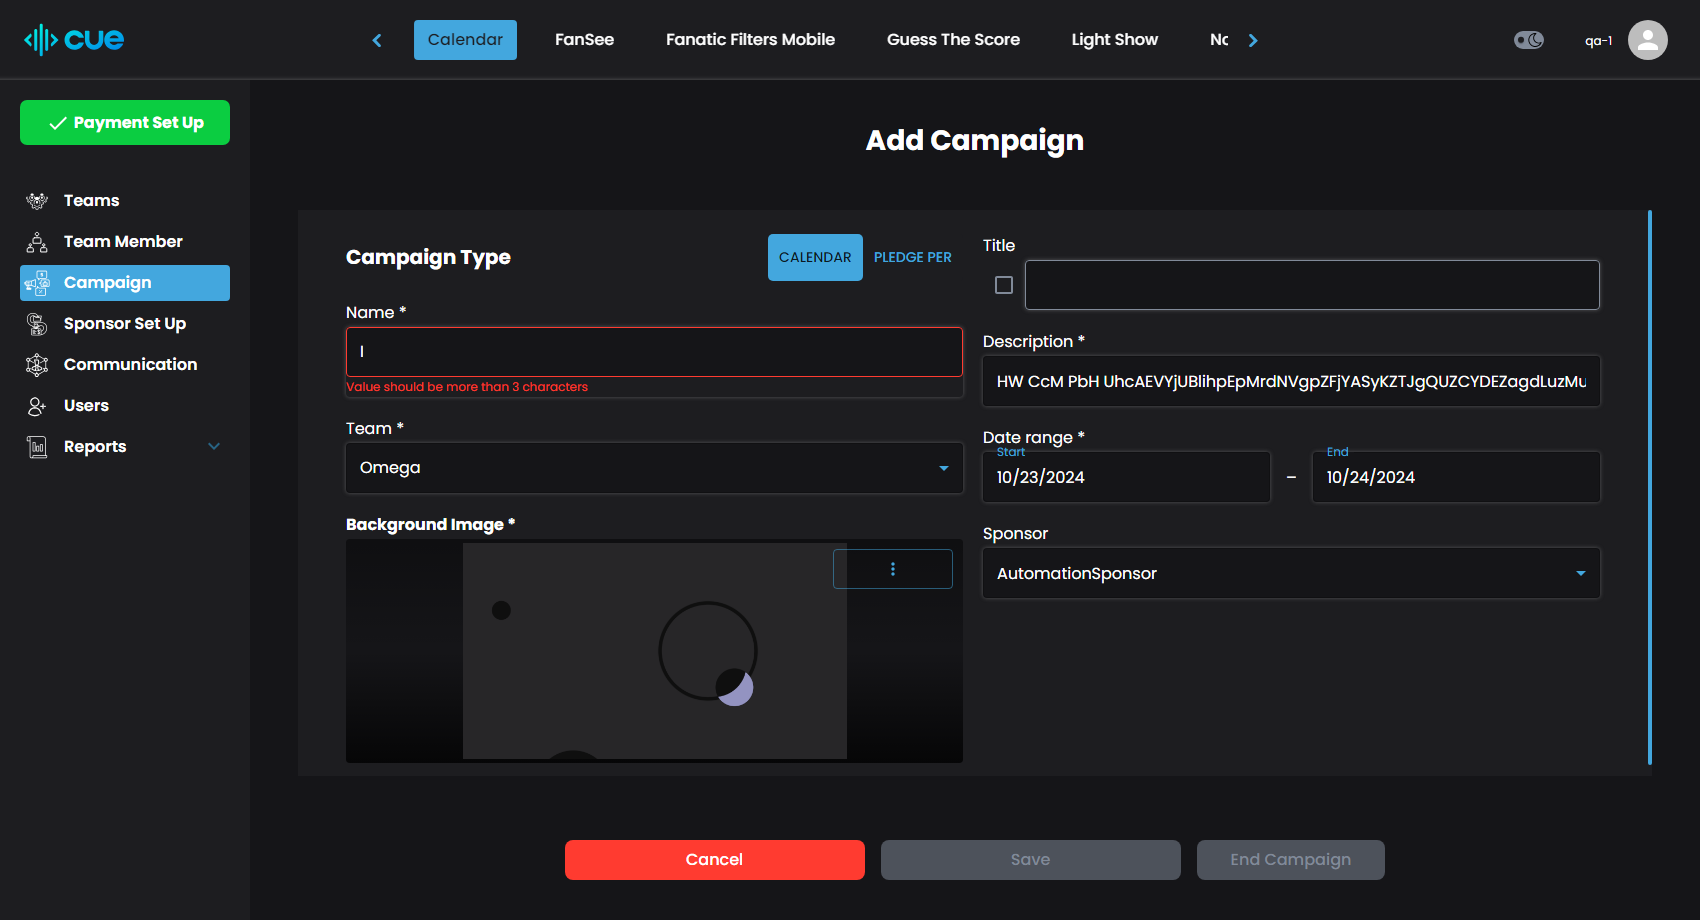 cue
Calendar
FanSee
Fanatic Filters Mobile
Guess The Score
Light Show
qa-1
Payment Set Up
Teams
Team Member
Campaign
Sponsor Set Up
Communication
Users
Reports
Add Campaign
Campaign Type
CALENDAR
PLEDGE PER
Name *
l
Value should be more than 3 characters
Team *
Omega
Background Image *
Title
Description *
HW CcM PbH UhcAEVYjUBlihpEpMrdNVgpZFjYASyKZTJgQUZCYDEZagdLuzMu
Date range *
Start
10/23/2024
–
End
10/24/2024
Sponsor
AutomationSponsor
Cancel
Save
End Campaign